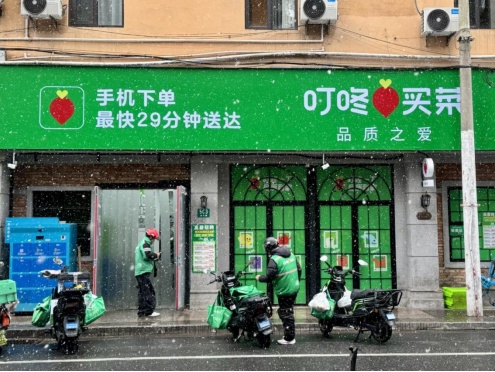 手机下单
最快29分钟送达
叮咚买菜
品质之爱